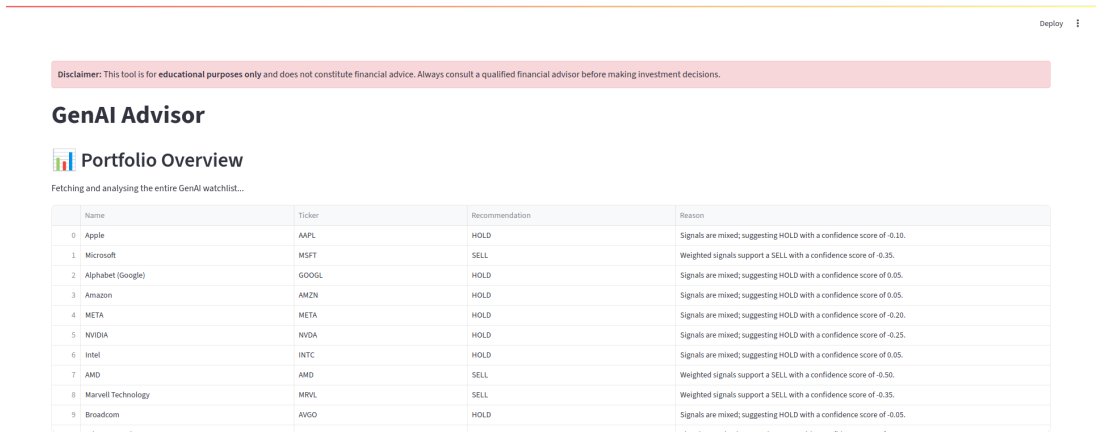 Deploy
Disclaimer: This tool is for educational purposes only and does not constitute financial advice. Always consult a qualified financial advisor before making investment decisions.
GenAI Advisor
Portfolio Overview
Fetching and analysing the entire GenAI watchlist...
Name Ticker Recommendation Reason
0 Apple AAPL HOLD Signals are mixed; suggesting HOLD with a confidence score of -0.10.
1 Microsoft MSFT SELL Weighted signals support a SELL with a confidence score of -0.35.
2 Alphabet (Google) GOOGL HOLD Signals are mixed; suggesting HOLD with a confidence score of 0.05.
3 Amazon AMZN HOLD Signals are mixed; suggesting HOLD with a confidence score of 0.05.
4 META META HOLD Signals are mixed; suggesting HOLD with a confidence score of -0.20.
5 NVIDIA NVDA HOLD Signals are mixed; suggesting HOLD with a confidence score of -0.25.
6 Intel INTC HOLD Signals are mixed; suggesting HOLD with a confidence score of 0.05.
7 AMD AMD SELL Weighted signals support a SELL with a confidence score of -0.50.
8 Marvell Technology MRVL SELL Weighted signals support a SELL with a confidence score of -0.35.
9 Broadcom AVGO HOLD Signals are mixed; suggesting HOLD with a confidence score of -0.05.